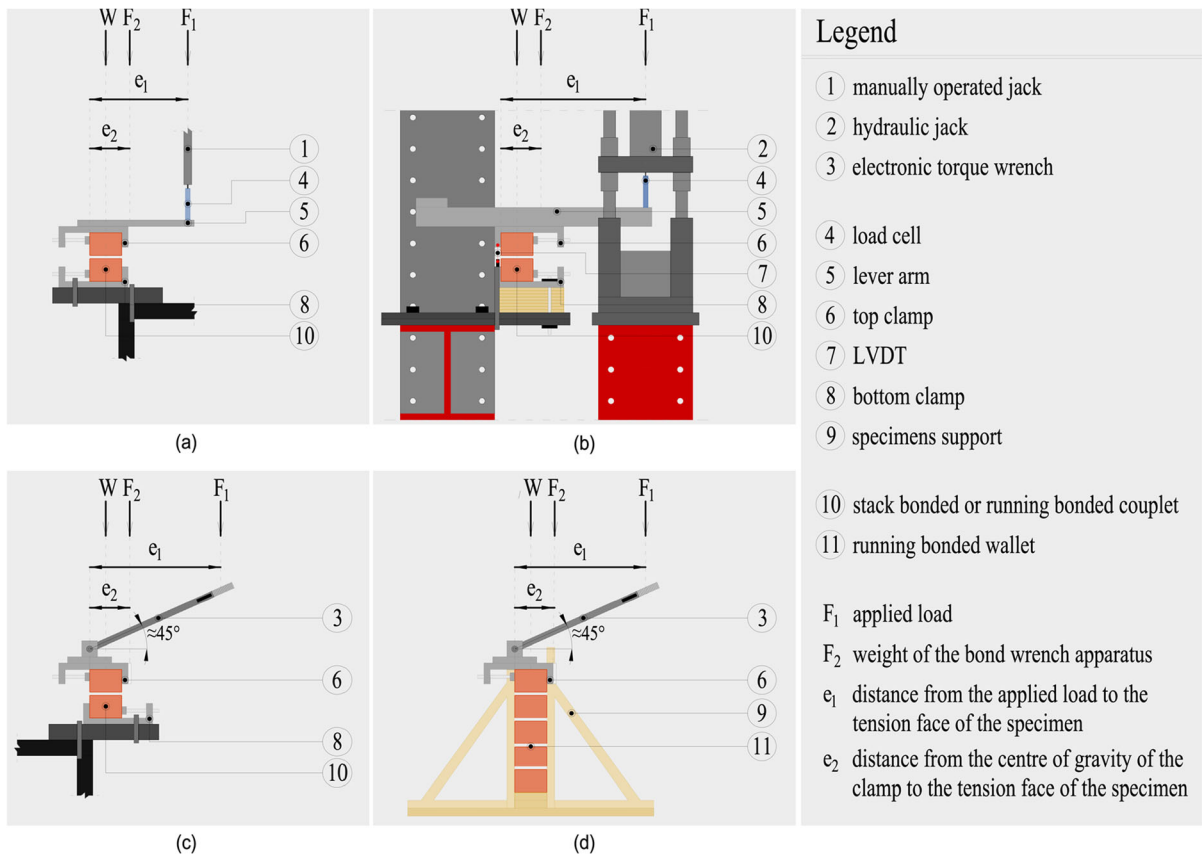 W F₂ F₁
e₁
e₂
1
4
5
6
8
10
(a)
W F₂ F₁
e₁
e₂
2
4
5
6
7
8
10
(b)
W F₂ F₁
e₁
e₂
≈45°
3
6
8
10
(c)
W F₂ F₁
e₁
e₂
≈45°
3
6
9
11
(d)
Legend
1 manually operated jack
2 hydraulic jack
3 electronic torque wrench
4 load cell
5 lever arm
6 top clamp
7 LVDT
8 bottom clamp
9 specimens support
10 stack bonded or running bonded couplet
11 running bonded wallet
F₁ applied load
F₂ weight of the bond wrench apparatus
e₁ distance from the applied load to the
tension face of the specimen
e₂ distance from the centre of gravity of the
clamp to the tension face of the specimen